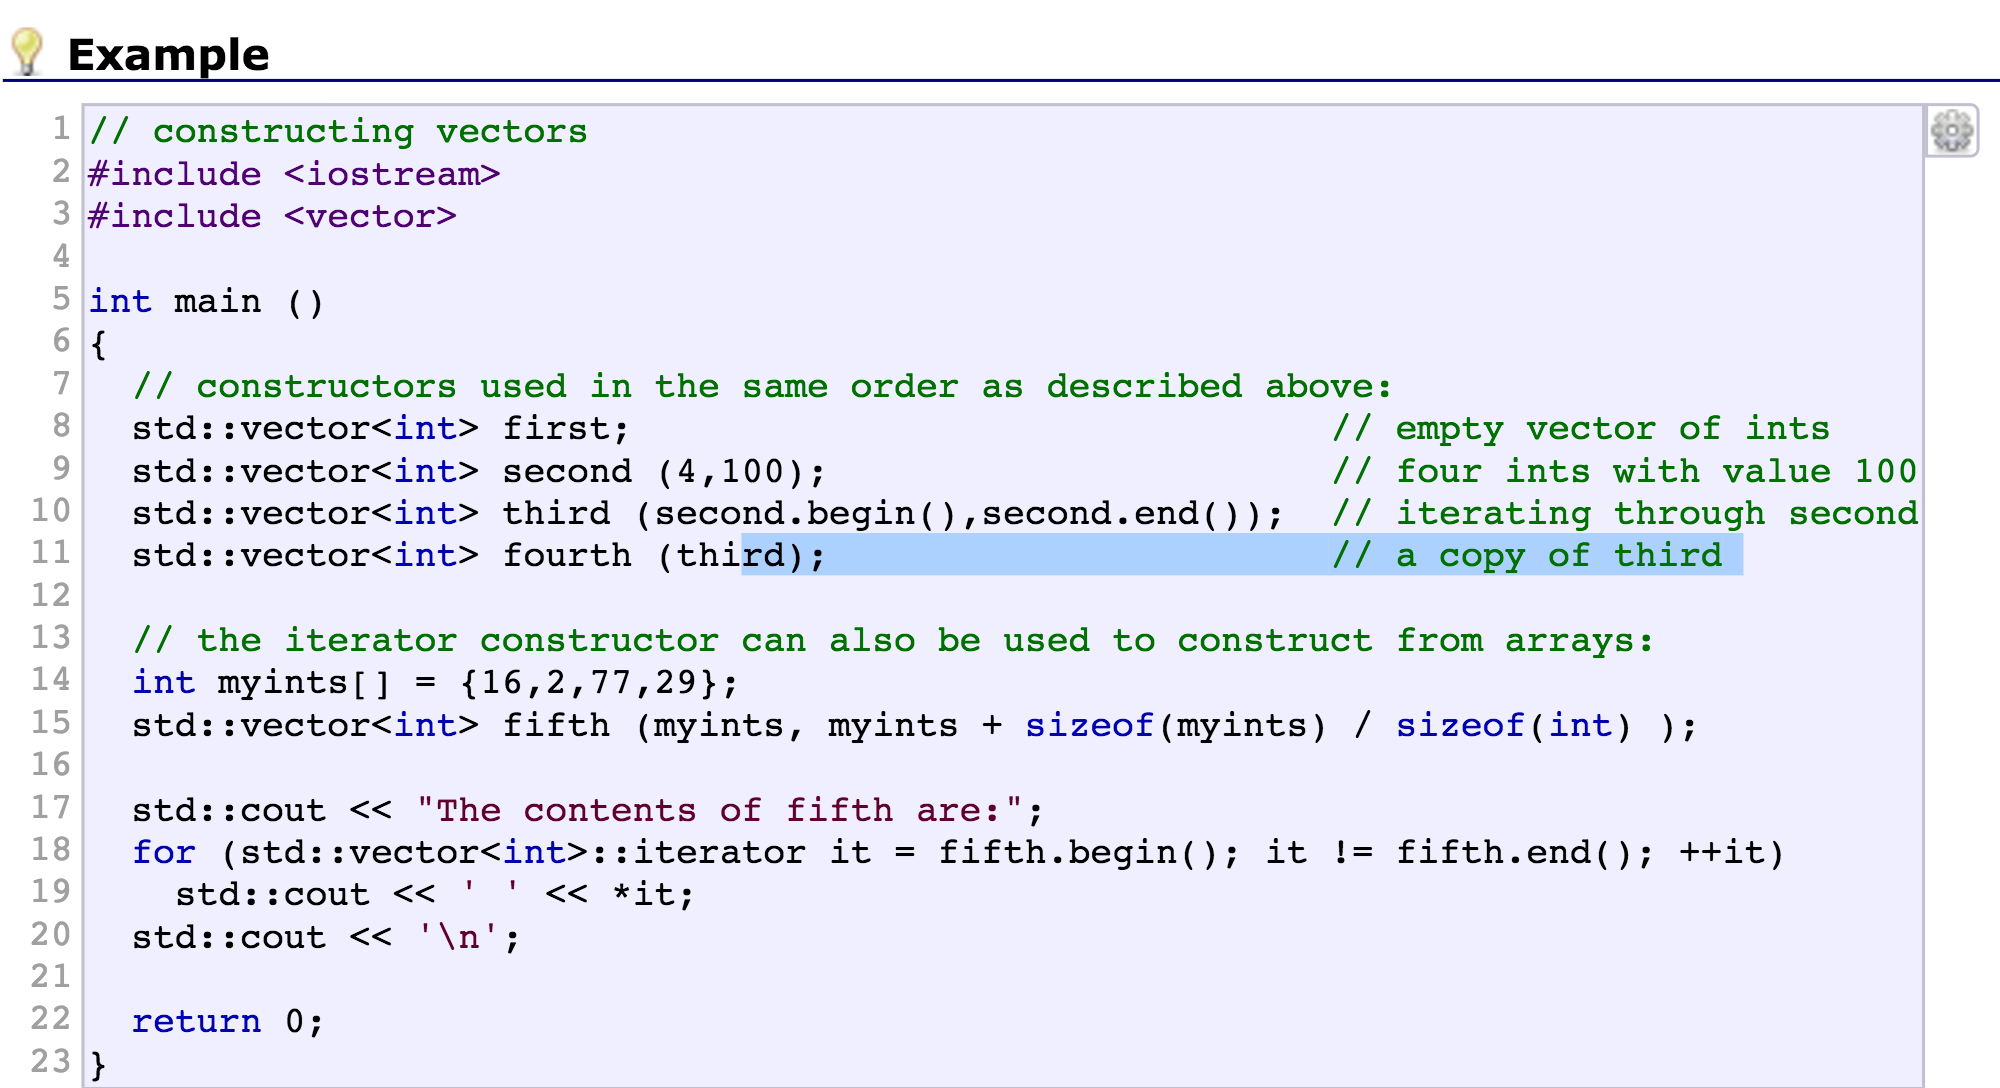 Example
1 // constructing vectors
2 #include <iostream>
3 #include <vector>
4
5 int main ()
6 {
7   // constructors used in the same order as described above:
8   std::vector<int> first;                                // empty vector of ints
9   std::vector<int> second (4,100);                       // four ints with value 100
10   std::vector<int> third (second.begin(),second.end());  // iterating through second
11   std::vector<int> fourth (third);                       // a copy of third
12
13   // the iterator constructor can also be used to construct from arrays:
14   int myints[] = {16,2,77,29};
15   std::vector<int> fifth (myints, myints + sizeof(myints) / sizeof(int) );
16
17   std::cout << "The contents of fifth are:";
18   for (std::vector<int>::iterator it = fifth.begin(); it != fifth.end(); ++it)
19     std::cout << ' ' << *it;
20   std::cout << '\n';
21
22   return 0;
23 }